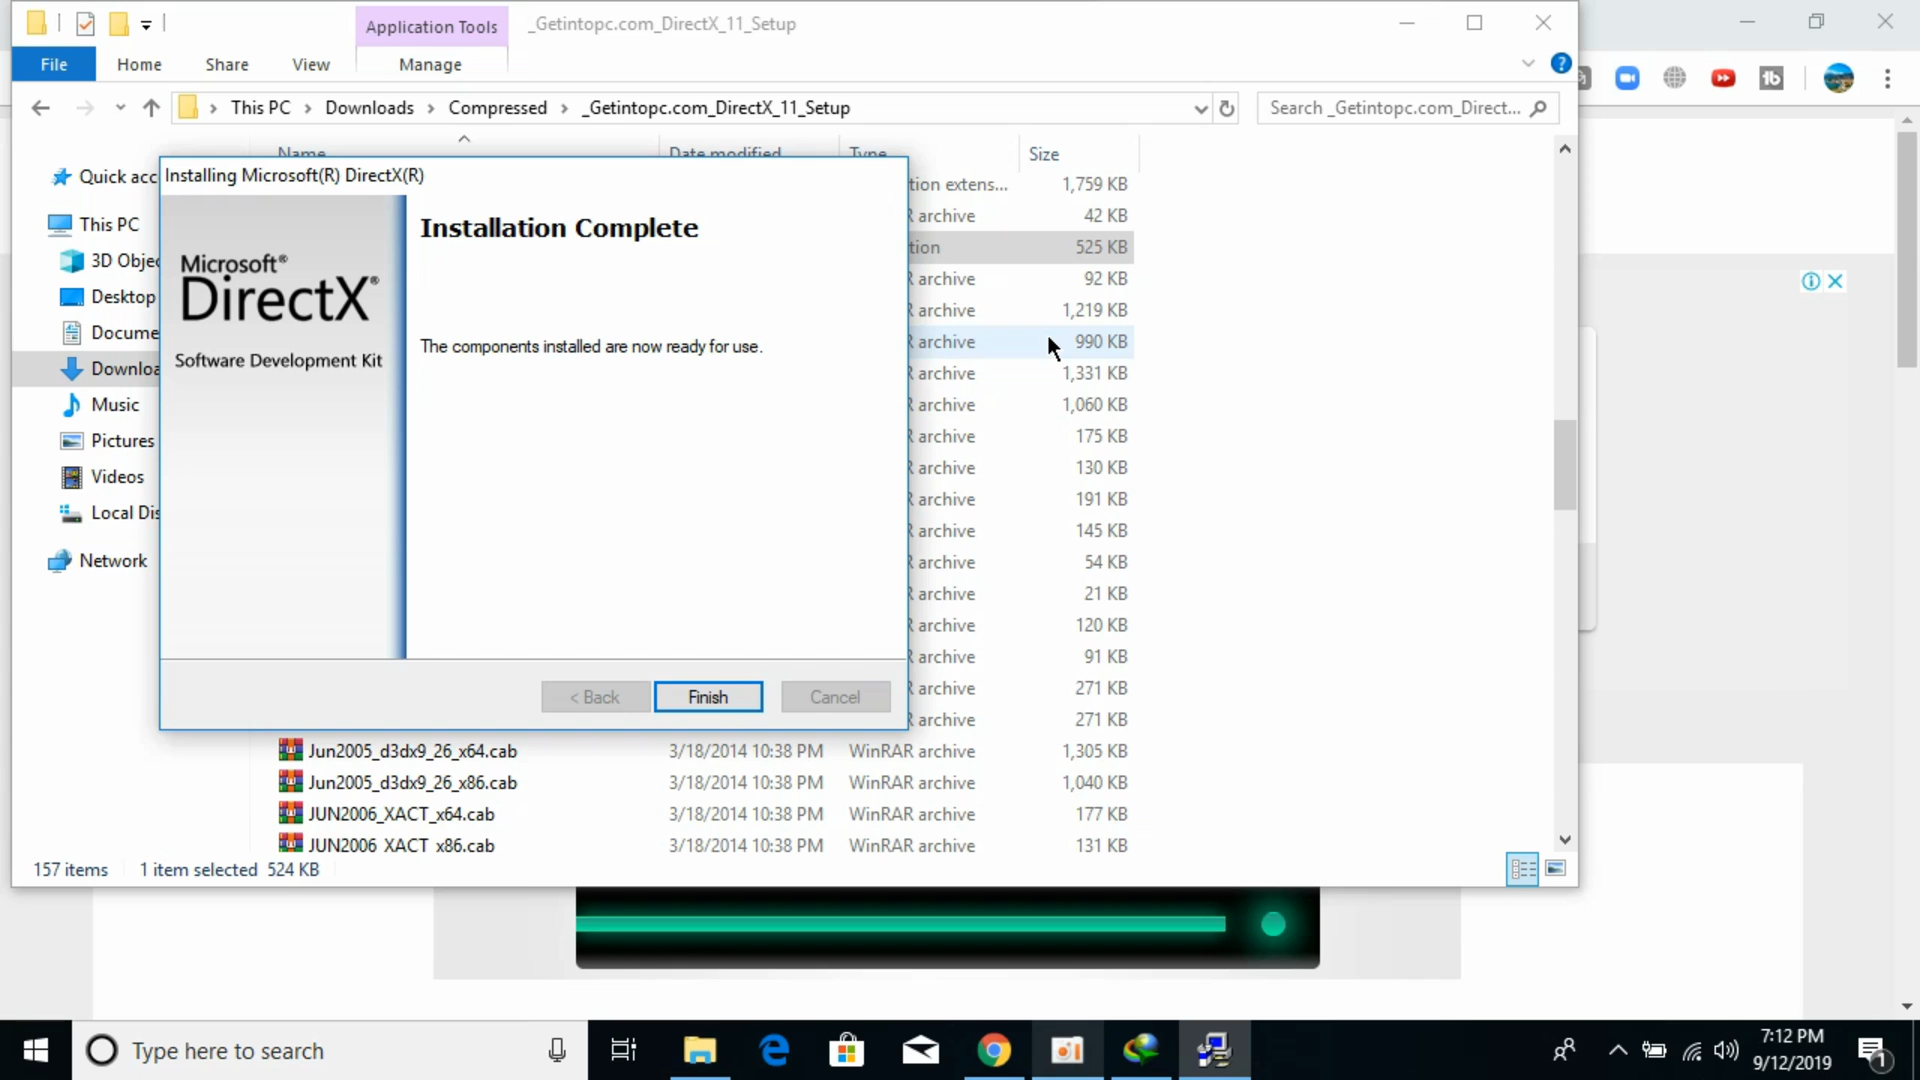 Application Tools
_Getintopc.com_DirectX_11_Setup
File
Home
Share
View
Manage
This PC
Downloads
Compressed
_Getintopc.com_DirectX_11_Setup
Search _Getintopc.com_Direct...
Name
Date modified
Type
Size
Quick acc
This PC
3D Objec
Desktop
Docume
Downloa
Music
Pictures
Videos
Local Dis
Network
Installing Microsoft(R) DirectX(R)
Microsoft®
DirectX®
Software Development Kit
Installation Complete
The components installed are now ready for use.
< Back
Finish
Cancel
tion extens... 1,759 KB
R archive 42 KB
tion 525 KB
R archive 92 KB
R archive 1,219 KB
R archive 990 KB
R archive 1,331 KB
R archive 1,060 KB
R archive 175 KB
R archive 130 KB
R archive 191 KB
R archive 145 KB
R archive 54 KB
R archive 21 KB
R archive 120 KB
R archive 91 KB
R archive 271 KB
R archive 271 KB
Jun2005_d3dx9_26_x64.cab 3/18/2014 10:38 PM WinRAR archive 1,305 KB
Jun2005_d3dx9_26_x86.cab 3/18/2014 10:38 PM WinRAR archive 1,040 KB
JUN2006_XACT_x64.cab 3/18/2014 10:38 PM WinRAR archive 177 KB
JUN2006_XACT_x86.cab 3/18/2014 10:38 PM WinRAR archive 131 KB
157 items 1 item selected 524 KB
Type here to search
7:12 PM
9/12/2019
1